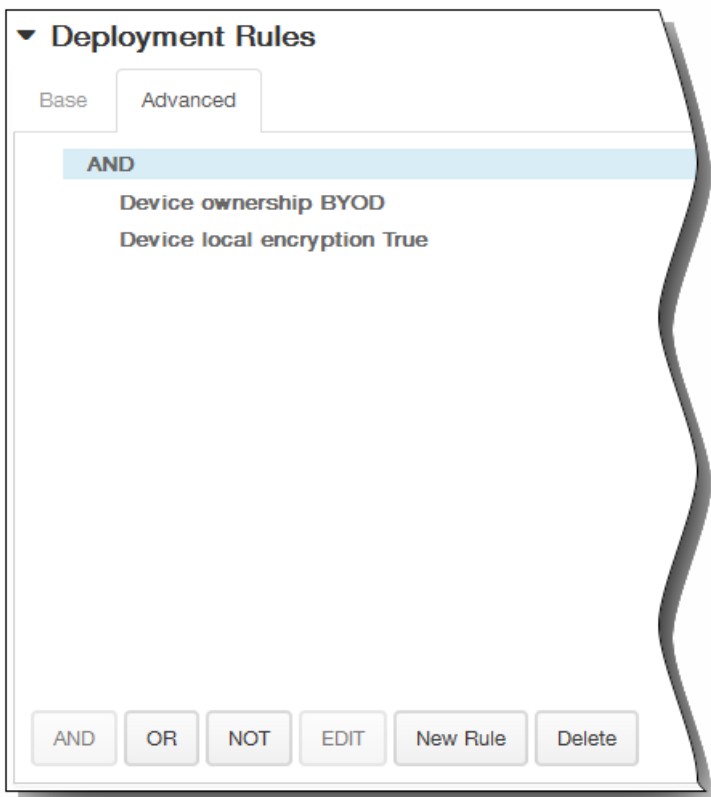 Deployment Rules
Base Advanced
AND
Device ownership BYOD
Device local encryption True
AND OR NOT EDIT New Rule Delete